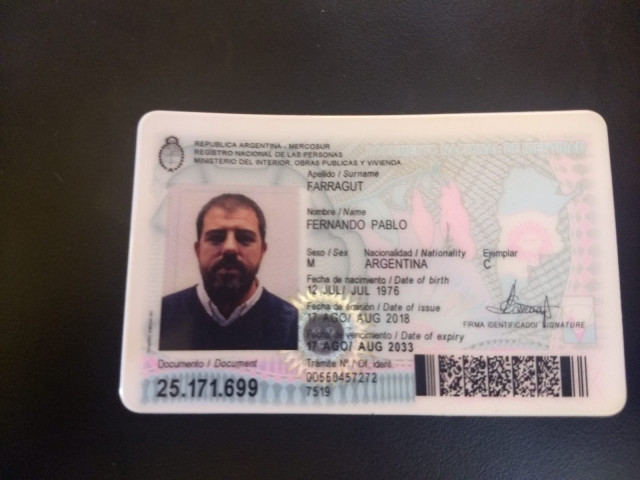 REPUBLICA ARGENTINA - MERCOSUR
REGISTRO NACIONAL DE LAS PERSONAS
MINISTERIO DEL INTERIOR, OBRAS PUBLICAS Y VIVIENDA
Apellido / Surname
FARRAGUT
Nombre / Name
FERNANDO PABLO
Sexo / Sex Nacionalidad / Nationality Ejemplar
M ARGENTINA C
Fecha de nacimiento / Date of birth
12 JUL/ JUL 1976
Fecha de emisión / Date of issue
17 AGO/ AUG 2018
Fecha de vencimiento / Date of expiry
17 AGO/ AUG 2033
FIRMA IDENTIFICADO/ SIGNATURE
Documento / Document
25.171.699
Trámite N° / Of. ident.
00560457272
7519